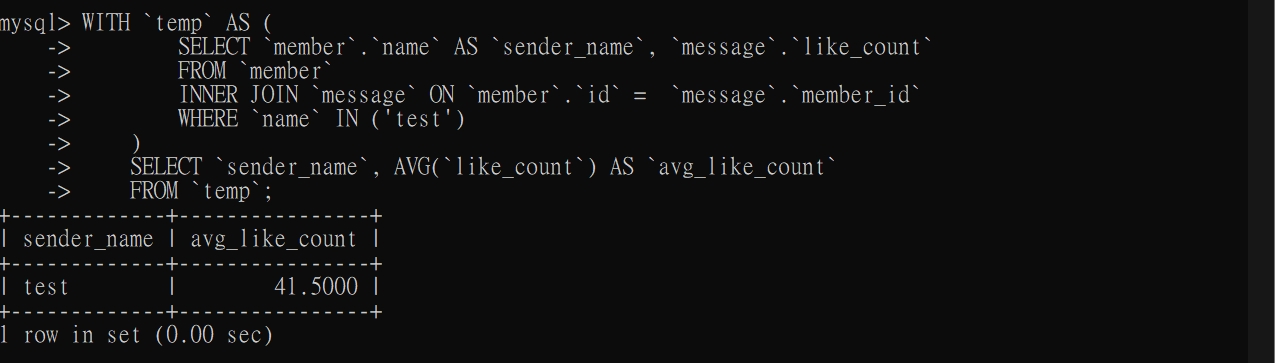 mysql> WITH `temp` AS (
    ->         SELECT `member`.`name` AS `sender_name`, `message`.`like_count`
    ->         FROM `member`
    ->         INNER JOIN `message` ON `member`.`id` =  `message`.`member_id`
    ->         WHERE `name` IN ('test')
    ->     )
    ->     SELECT `sender_name`, AVG(`like_count`) AS `avg_like_count`
    ->     FROM `temp`;
+-------------+----------------+
| sender_name | avg_like_count |
+-------------+----------------+
| test        |        41.5000 |
+-------------+----------------+
1 row in set (0.00 sec)